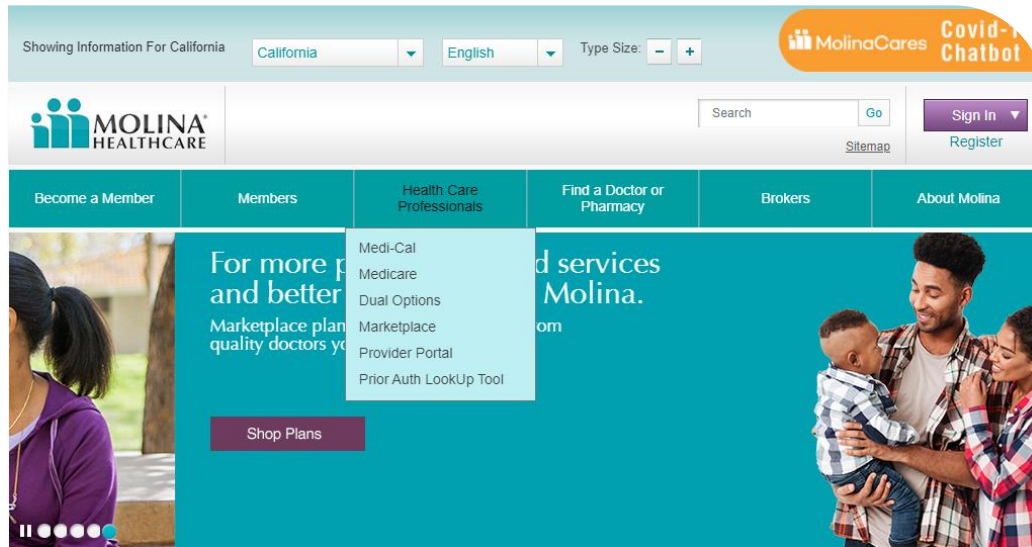 Showing Information For California
California
English
Type Size: - +
MolinaCares
Covid-
Chatbot
MOLINA
HEALTHCARE
Search
Go
Sitemap
Sign In
Register
Become a Member
Members
Health Care
Professionals
Find a Doctor or
Pharmacy
Brokers
About Molina
Medi-Cal
Medicare
Dual Options
Marketplace
Provider Portal
Prior Auth LookUp Tool
For more d services
and better Molina.
Marketplace plan om
quality doctors
Shop Plans